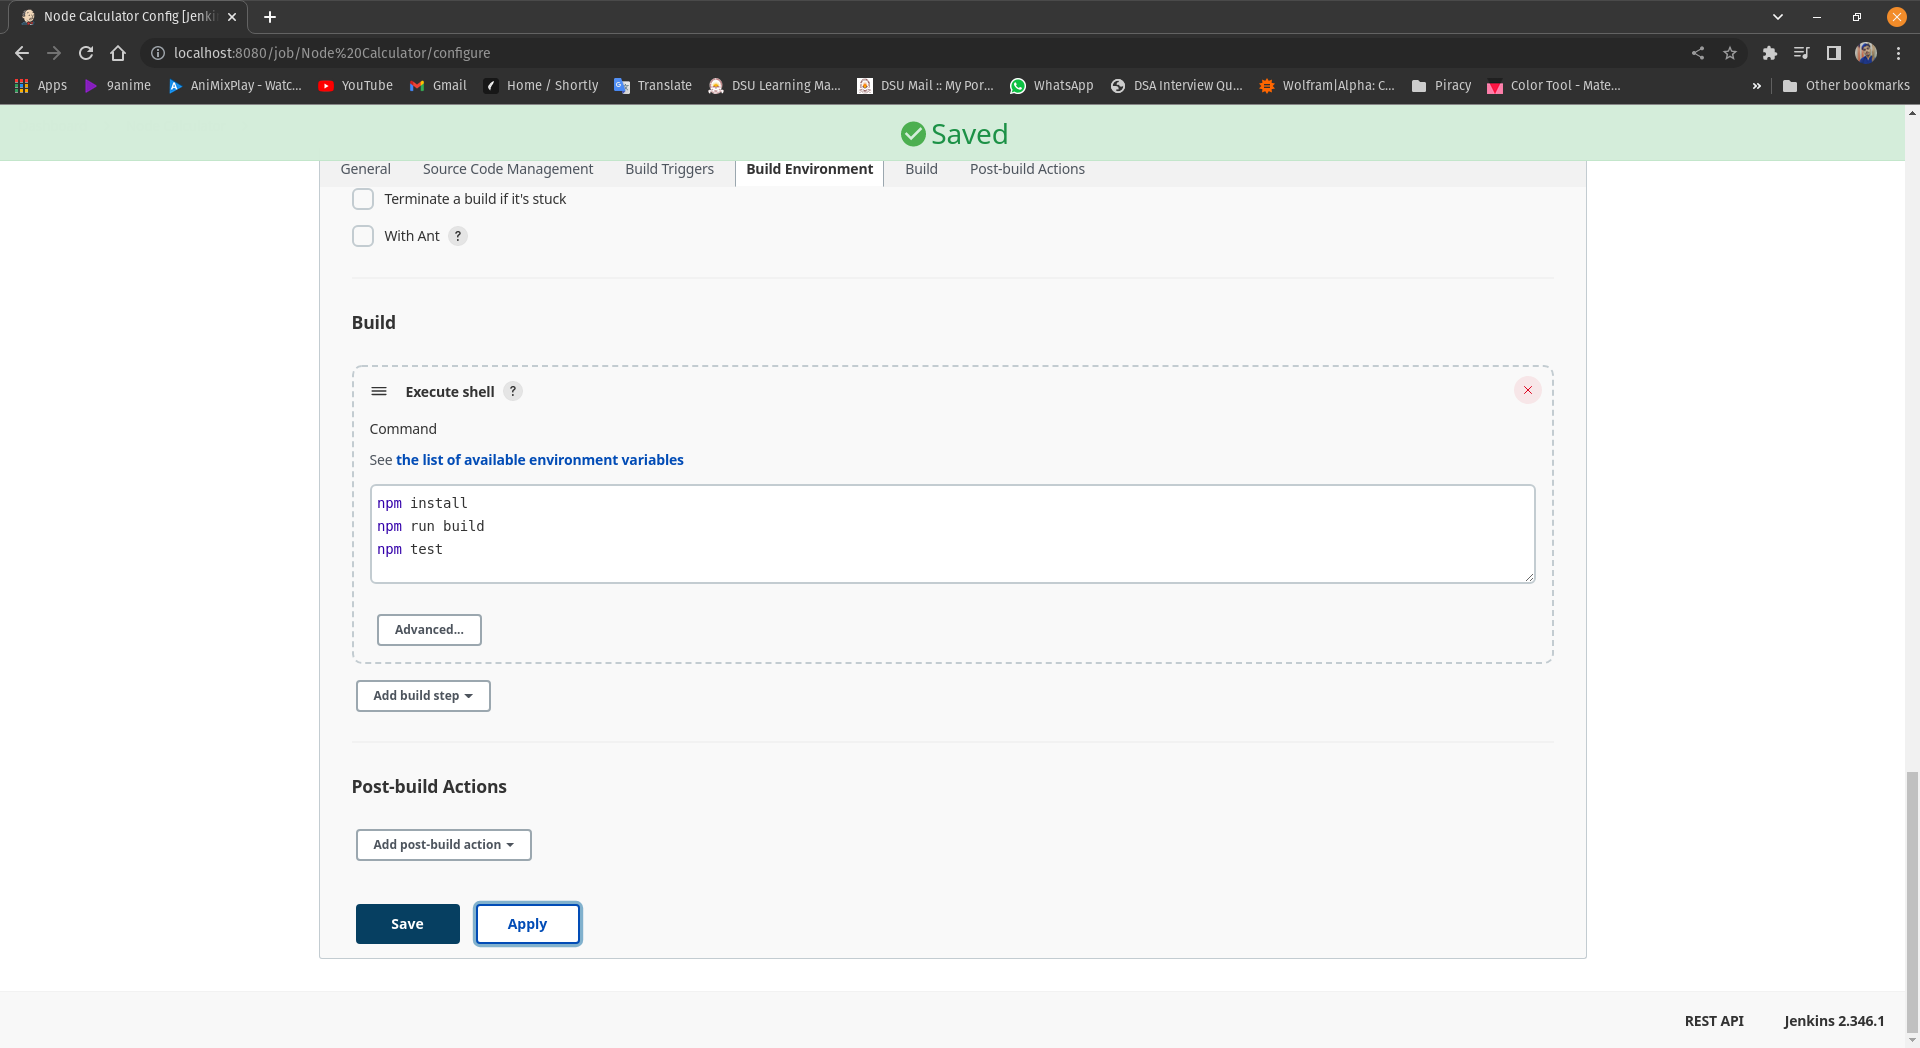 Node Calculator Config [Jenki
localhost:8080/job/Node%20Calculator/configure
Apps 9anime AniMixPlay - Watc... YouTube Gmail Home / Shortly Translate DSU Learning Ma... DSU Mail :: My Por... WhatsApp DSA Interview Qu... Wolfram|Alpha: C... Piracy Color Tool - Mate... » Other bookmarks
Saved
General Source Code Management Build Triggers Build Environment Build Post-build Actions
Terminate a build if it's stuck
With Ant ?
Build
Execute shell ?
Command
See the list of available environment variables
npm install
npm run build
npm test
Advanced...
Add build step
Post-build Actions
Add post-build action
Save Apply
REST API Jenkins 2.346.1